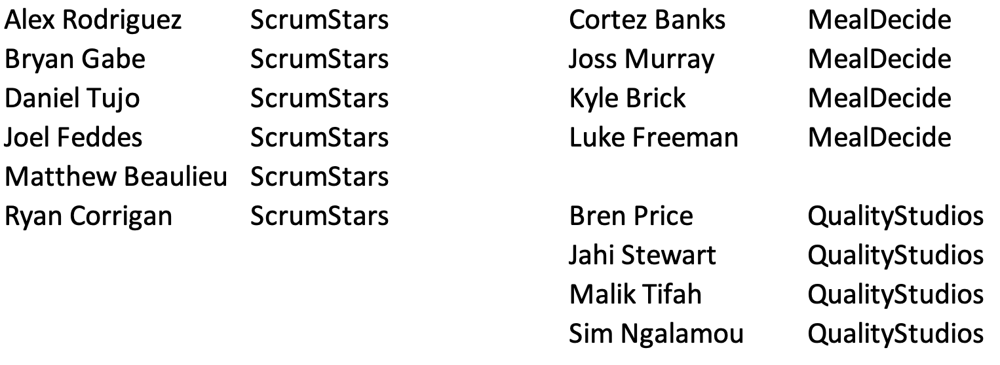 Alex Rodriguez ScrumStars
Bryan Gabe ScrumStars
Daniel Tujo ScrumStars
Joel Feddes ScrumStars
Matthew Beaulieu ScrumStars
Ryan Corrigan ScrumStars
Cortez Banks MealDecide
Joss Murray MealDecide
Kyle Brick MealDecide
Luke Freeman MealDecide
Bren Price QualityStudios
Jahi Stewart QualityStudios
Malik Tifah QualityStudios
Sim Ngalamou QualityStudios